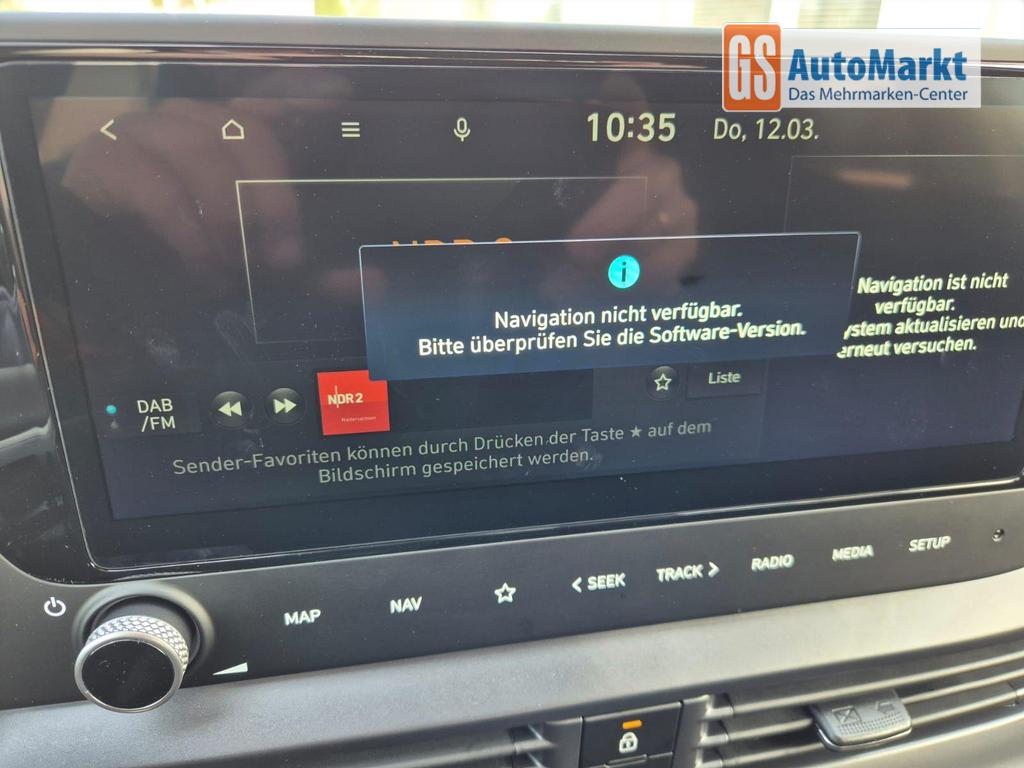 GS AutoMarkt
Das Mehrmarken-Center
10:35 Do, 12.03.
Navigation nicht verfügbar.
Bitte überprüfen Sie die Software-Version.
Navigation ist nicht
verfügbar.
ystem aktualisieren und
erneut versuchen.
DAB
/FM
NDR 2
Niedersachsen
Liste
Sender-Favoriten können durch Drücken der Taste ★ auf dem
Bildschirm gespeichert werden.
MAP NAV < SEEK TRACK > RADIO MEDIA SETUP